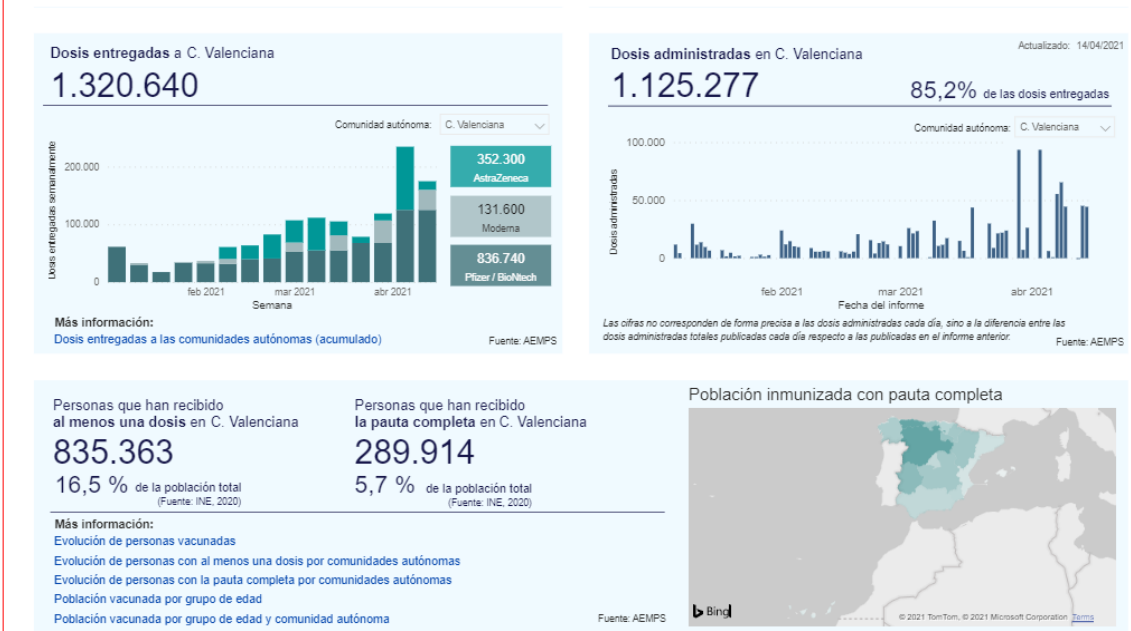 Dosis entregadas a C. Valenciana
1.320.640
Comunidad autónoma: C. Valenciana
Dosis entregadas semanalmente
200.000
100.000
0
feb 2021 mar 2021 abr 2021
Semana
352.300
AstraZeneca
131.600
Moderna
836.740
Pfizer / BioNtech
Más información:
Dosis entregadas a las comunidades autónomas (acumulado)
Fuente: AEMPS
Actualizado: 14/04/2021
Dosis administradas en C. Valenciana
1.125.277
85,2% de las dosis entregadas
Comunidad autónoma: C. Valenciana
Dosis administradas
100.000
50.000
0
feb 2021 mar 2021 abr 2021
Fecha del informe
Las cifras no corresponden de forma precisa a las dosis administradas cada día, sino a la diferencia entre las
dosis administradas totales publicadas cada día respecto a las publicadas en el informe anterior.
Fuente: AEMPS
Personas que han recibido
al menos una dosis en C. Valenciana
835.363
16,5 % de la población total
(Fuente: INE, 2020)
Personas que han recibido
la pauta completa en C. Valenciana
289.914
5,7 % de la población total
(Fuente: INE, 2020)
Más información:
Evolución de personas vacunadas
Evolución de personas con al menos una dosis por comunidades autónomas
Evolución de personas con la pauta completa por comunidades autónomas
Población vacunada por grupo de edad
Población vacunada por grupo de edad y comunidad autónoma
Fuente: AEMPS
Población inmunizada con pauta completa
Bing
© 2021 TomTom, © 2021 Microsoft Corporation Terms